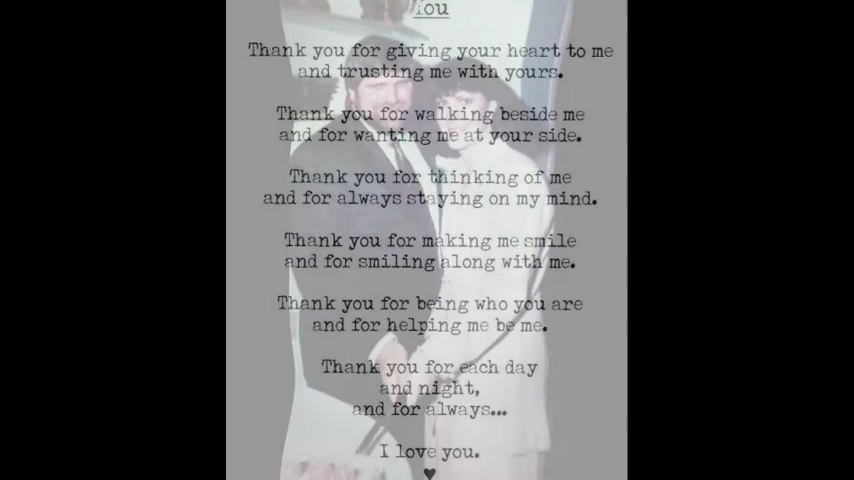 You
Thank you for giving your heart to me
and trusting me with yours.
Thank you for walking beside me
and for wanting me at your side.
Thank you for thinking of me
and for always staying on my mind.
Thank you for making me smile
and for smiling along with me.
Thank you for being who you are
and for helping me be me.
Thank you for each day
and night,
and for always...
I love you.
♥